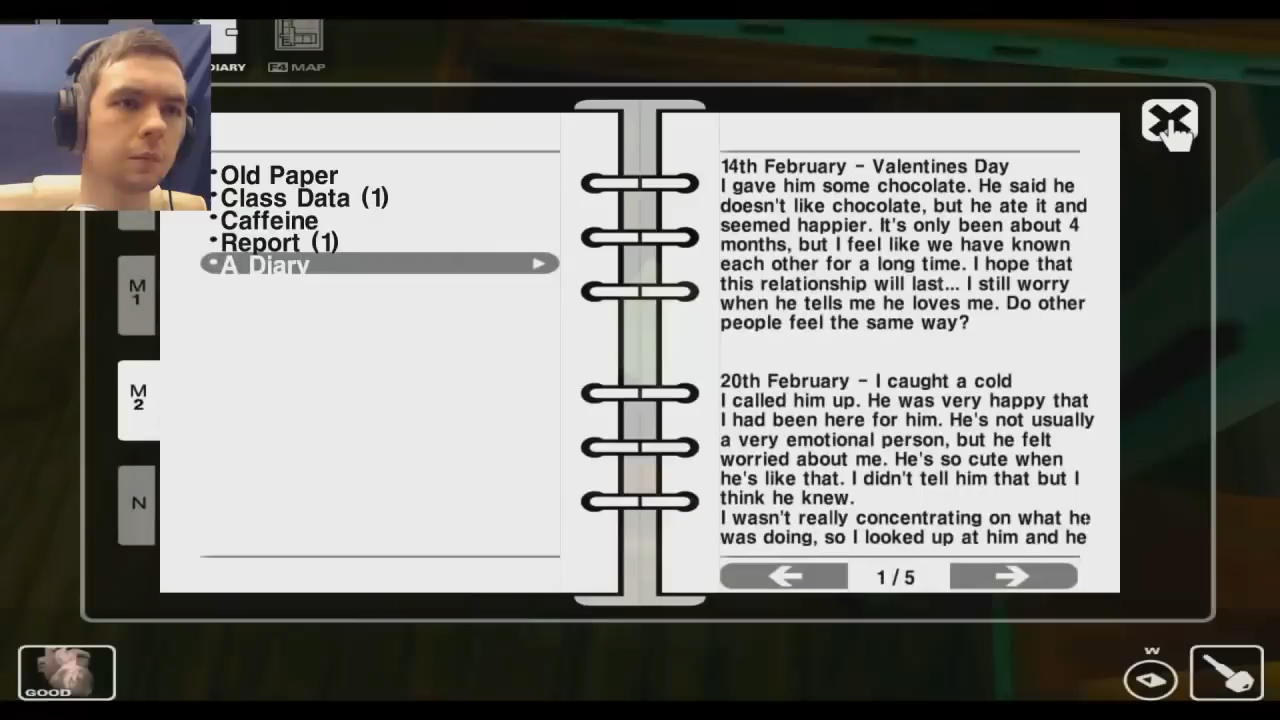 DIARY
F4 MAP
M
1
M
2
N
Old Paper
Class Data (1)
Caffeine
Report (1)
A Diary
14th February - Valentines Day
I gave him some chocolate. He said he
doesn't like chocolate, but he ate it and
seemed happier. It's only been about 4
months, but I feel like we have known
each other for a long time. I hope that
this relationship will last... I still worry
when he tells me he loves me. Do other
people feel the same way?
20th February - I caught a cold
I called him up. He was very happy that
I had been here for him. He's not usually
a very emotional person, but he felt
worried about me. He's so cute when
he's like that. I didn't tell him that but I
think he knew.
I wasn't really concentrating on what he
was doing, so I looked up at him and he
1 / 5
GOOD
W